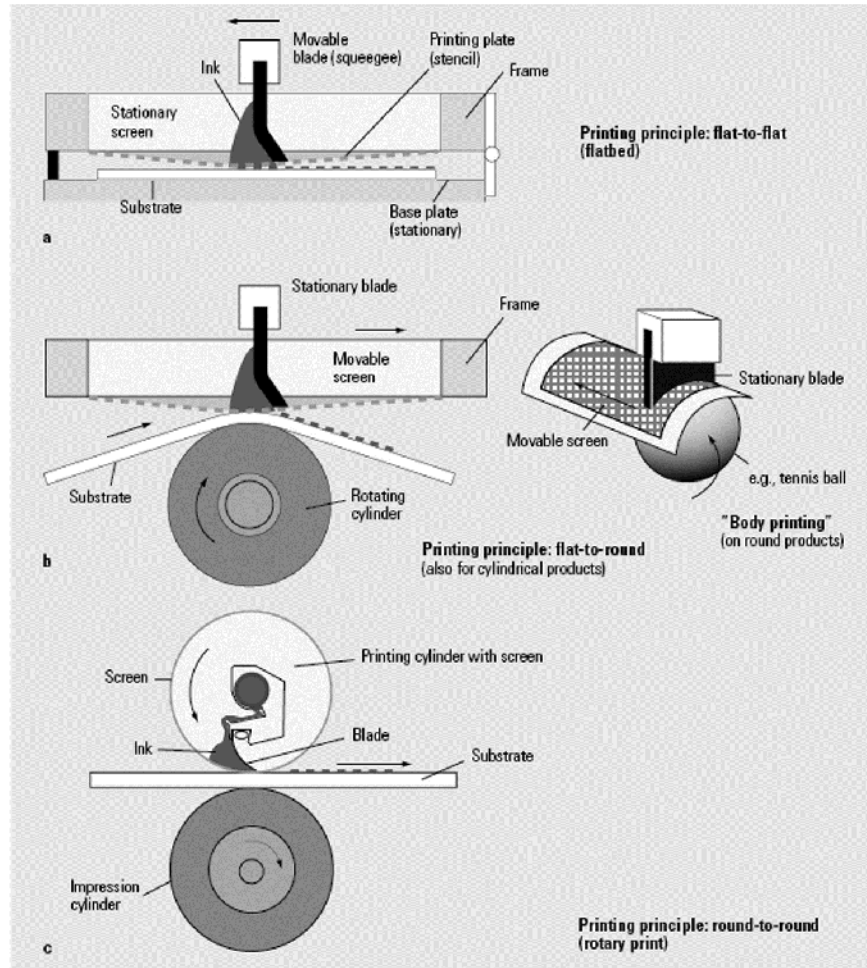 Movable
blade (squeegee)
Printing plate
(stencil)
Ink
Frame
Stationary
screen
Printing principle: flat-to-flat
(flatbed)
Substrate
Base plate
(stationary)
a
Stationary blade
Frame
Movable
screen
Stationary blade
Movable screen
Substrate
Rotating
cylinder
e.g., tennis ball
"Body printing"
(on round products)
Printing principle: flat-to-round
(also for cylindrical products)
b
Printing cylinder with screen
Screen
Blade
Ink
Substrate
Impression
cylinder
Printing principle: round-to-round
(rotary print)
c